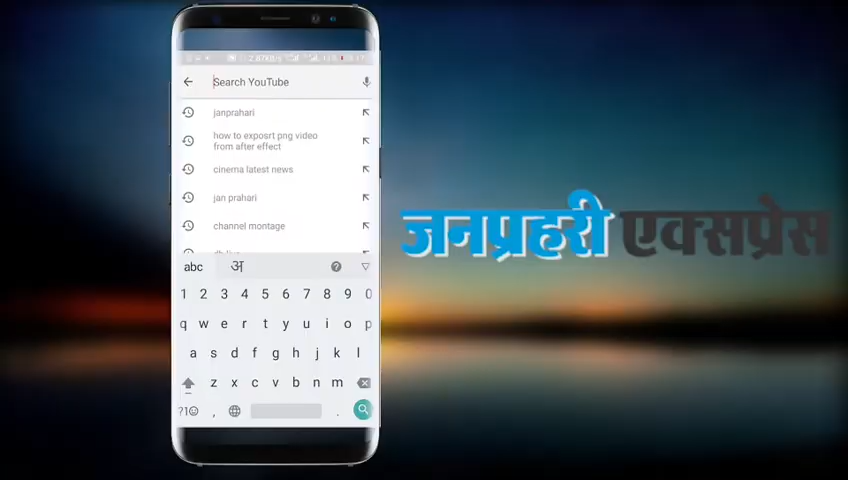 Search YouTube
janprahari
how to exposrt png video
from after effect
cinema latest news
jan prahari
channel montage
जनप्रहरी एक्सप्रेस
abc अ ?
1 2 3 4 5 6 7 8 9 0
q w e r t y u i o p
a s d f g h j k l
z x c v b n m
?1☺ , .